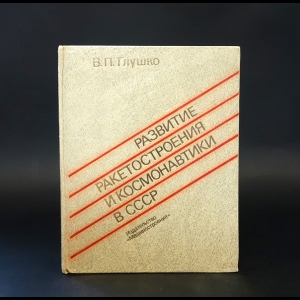 В. П. Глушко
РАЗВИТИЕ
РАКЕТОСТРОЕНИЯ
И КОСМОНАВТИКИ
В СССР
Издательство
«Машиностроение»